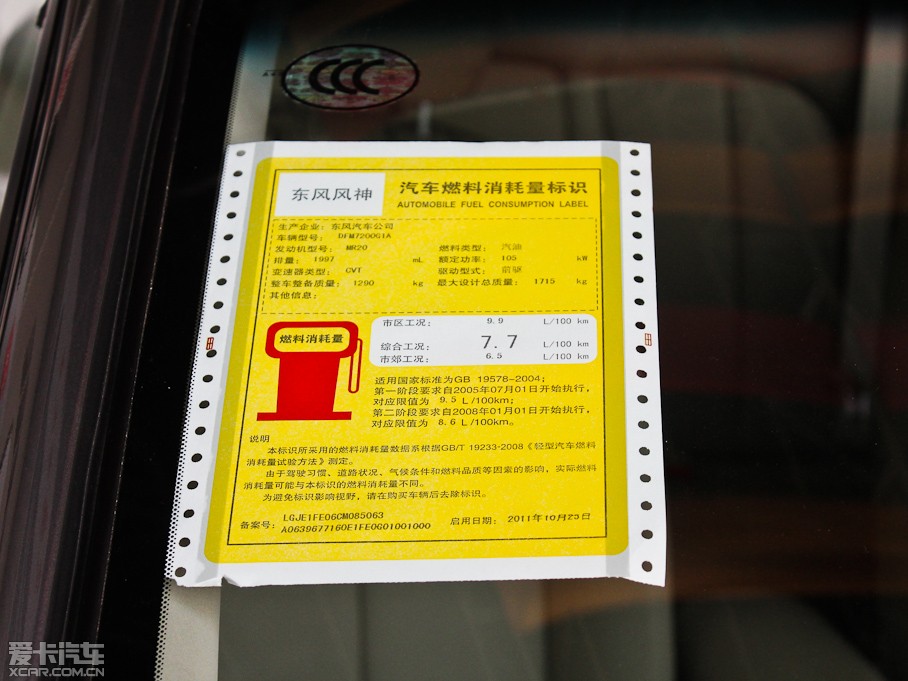 CCC
东风风神
汽车燃料消耗量标识
AUTOMOBILE FUEL CONSUMPTION LABEL
生产企业: 东风汽车公司
车辆型号: DFM7200G1A
发动机型号: MR20 燃料类型: 汽油
排量: 1997 mL 额定功率: 105 kW
变速器类型: CVT 驱动型式: 前驱
整车整备质量: 1290 kg 最大设计总质量: 1715 kg
其他信息:
燃料消耗量
市区工况: 9.9 L/100 km
综合工况: 7.7 L/100 km
市郊工况: 6.5 L/100 km
适用国家标准为GB 19578-2004;
第一阶段要求自2005年07月01日开始执行,
对应限值为 9.5 L/100km;
第二阶段要求自2008年01月01日开始执行,
对应限值为 8.6 L/100km。
说明
本标识所采用的燃料消耗量数据系根据GB/T 19233-2008《轻型汽车燃料
消耗量试验方法》测定。
由于驾驶习惯、道路状况、气候条件和燃料品质等因素的影响,实际燃料
消耗量可能与本标识的燃料消耗量不同。
为避免标识影响视野,请在购买车辆后去除标识。
备案号: LGJE1FE06CM085063
A0639677160E1FE0G01001000 启用日期: 2011年10月25日
爱卡汽车
XCAR.COM.CN